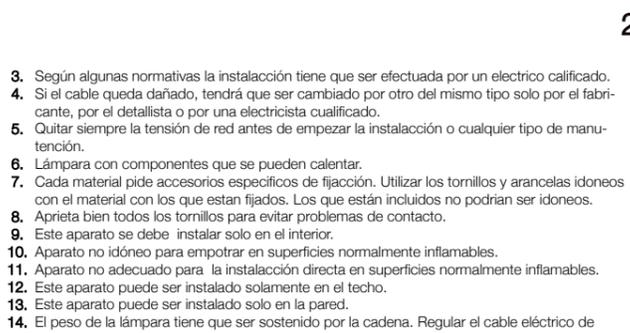 3. Según algunas normativas la instalacción tiene que ser efectuada por un electrico calificado.
4. Si el cable queda dañado, tendrá que ser cambiado por otro del mismo tipo solo por el fabri-
cante, por el detallista o por una electricista cualificado.
5. Quitar siempre la tensión de red antes de empezar la instalacción o cualquier tipo de manu-
tención.
6. Lámpara con componentes que se pueden calentar.
7. Cada material pide accesorios especificos de fijacción. Utilizar los tornillos y arancelas idoneos
con el material con los que estan fijados. Los que están incluidos no podrian ser idoneos.
8. Aprieta bien todos los tornillos para evitar problemas de contacto.
9. Este aparato se debe instalar solo en el interior.
10. Aparato no idóneo para empotrar en superficies normalmente inflamables.
11. Aparato no adecuado para la instalacción directa en superficies normalmente inflamables.
12. Este aparato puede ser instalado solamente en el techo.
13. Este aparato puede ser instalado solo en la pared.
14. El peso de la lámpara tiene que ser sostenido por la cadena. Regular el cable eléctrico de